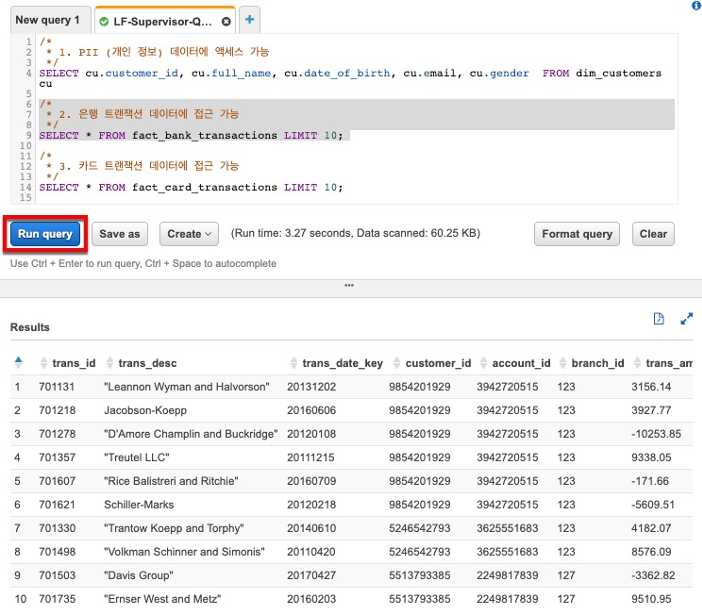 New query 1
LF-Supervisor-Q...
+
1 /*
2 * 1. PII (개인 정보) 데이터에 액세스 가능
3 */
4 SELECT cu.customer_id, cu.full_name, cu.date_of_birth, cu.email, cu.gender FROM dim_customers
cu
5
6 /*
7 * 2. 은행 트랜잭션 데이터에 접근 가능
8 */
9 SELECT * FROM fact_bank_transactions LIMIT 10;
10
11 /*
12 * 3. 카드 트랜잭션 데이터에 접근 가능
13 */
14 SELECT * FROM fact_card_transactions LIMIT 10;
15
Run query Save as Create (Run time: 3.27 seconds, Data scanned: 60.25 KB) Format query Clear
Use Ctrl + Enter to run query, Ctrl + Space to autocomplete
Results
trans_id trans_desc trans_date_key customer_id account_id branch_id trans_am
1 701131 "Leannon Wyman and Halvorson" 20131202 9854201929 3942720515 123 3156.14
2 701218 Jacobson-Koepp 20160606 9854201929 3942720515 123 3927.77
3 701278 "D'Amore Champlin and Buckridge" 20120108 9854201929 3942720515 123 -10253.85
4 701357 "Treutel LLC" 20111215 9854201929 3942720515 123 9338.05
5 701607 "Rice Balistreri and Ritchie" 20160709 9854201929 3942720515 123 -171.66
6 701621 Schiller-Marks 20120218 9854201929 3942720515 123 -5609.51
7 701330 "Trantow Koepp and Torphy" 20140610 5246542793 3625551683 123 4182.07
8 701498 "Volkman Schinner and Simonis" 20110420 5246542793 3625551683 123 8576.09
9 701503 "Davis Group" 20170427 5513793385 2249817839 127 -3362.82
10 701735 "Ernser West and Metz" 20160203 5513793385 2249817839 127 9510.95